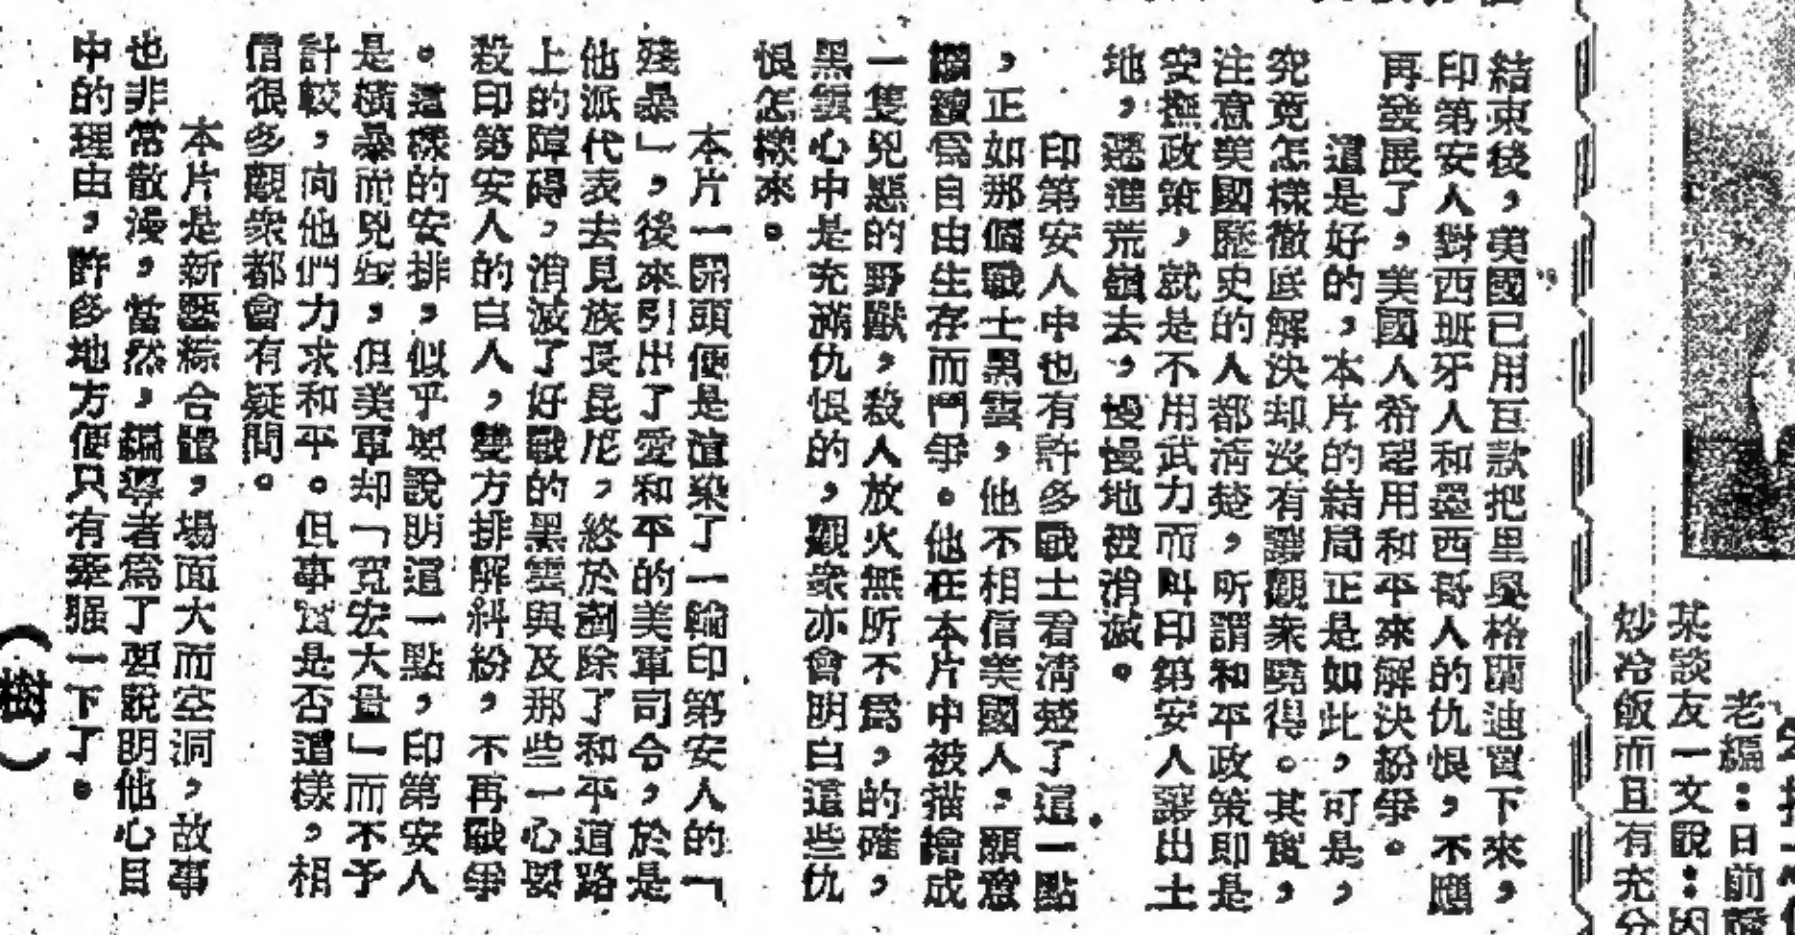 某談友一文說：因
炒冷飯而且有充分
結束後，美國已用巨款把里奧格蘭迪買下來，
印第安人對西班牙人和墨西哥人的仇恨，不應
再發展了，美國人希望用和平來解決紛爭。
這是好的，本片的結局正是如此，可是，
究竟怎樣徹底解決却沒有讓觀衆曉得。其實，
注意美國歷史的人都清楚，所謂和平政策即是
安撫政策，就是不用武力而叫印第安人讓出土
地，遷進荒嶺去，慢慢地被消滅。
印第安人中也有許多戰士看清楚了這一點
，正如那個戰士黑雲，他不相信美國人，願意
繼續爲自由生存而鬥爭。他在本片中被描繪成
一隻兇惡的野獸，殺人放火無所不爲，的確，
黑雲心中是充滿仇恨的，觀衆亦會明白這些仇
恨怎樣來。
本片一開頭便是渲染了一輪印第安人的「
殘暴」，後來引出了愛和平的美軍司令，於是
他派代表去見族長昆尼，終於剷除了和平道路
上的障碍，消滅了好戰的黑雲與及那些一心要
殺印第安人的白人，雙方排解糾紛，不再戰爭
。這樣的安排，似乎要說明這一點，印第安人
是橫暴而兇殘，但美軍却「寬宏大量」而不予
計較，向他們力求和平。但事實是否這樣，相
信很多觀衆都會有疑問。
本片是新藝綜合體，場面大而空洞，故事
也非常散漫，當然，編導者爲了要說明他心目
中的理由，許多地方便只有牽强一下了。
（樹）